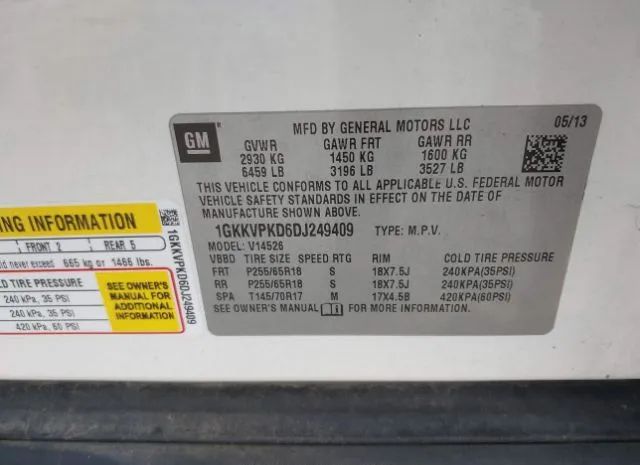 GM
MFD BY GENERAL MOTORS LLC
05/13
GVWR GAWR FRT GAWR RR
2930 KG 1450 KG 1600 KG
6459 LB 3196 LB 3527 LB
THIS VEHICLE CONFORMS TO ALL APPLICABLE U.S. FEDERAL MOTOR
VEHICLE SAFETY STANDARDS IN EFFECT ON THE DATE OF
MANUFACTURE SHOWN ABOVE.
1GKKVPKD6DJ249409 TYPE: M.P.V.
MODEL: V14526
VBBD TIRE SIZE SPEED RTG RIM COLD TIRE PRESSURE
FRT P255/65R18 S 18X7.5J 240KPA(35PSI)
RR P255/65R18 S 18X7.5J 240KPA(35PSI)
SPA T145/70R17 M 17X4.5B 420KPA(60PSI)
SEE OWNER'S MANUAL FOR MORE INFORMATION.
ING INFORMATION
FRONT 2 REAR 5
never exceed 665 kg or 1466 lbs.
TIRE PRESSURE
240 kPa, 35 PSI
240 kPa, 35 PSI
420 kPa, 60 PSI
SEE OWNER'S
MANUAL FOR
ADDITIONAL
INFORMATION
1GKKVPKD6DJ249409